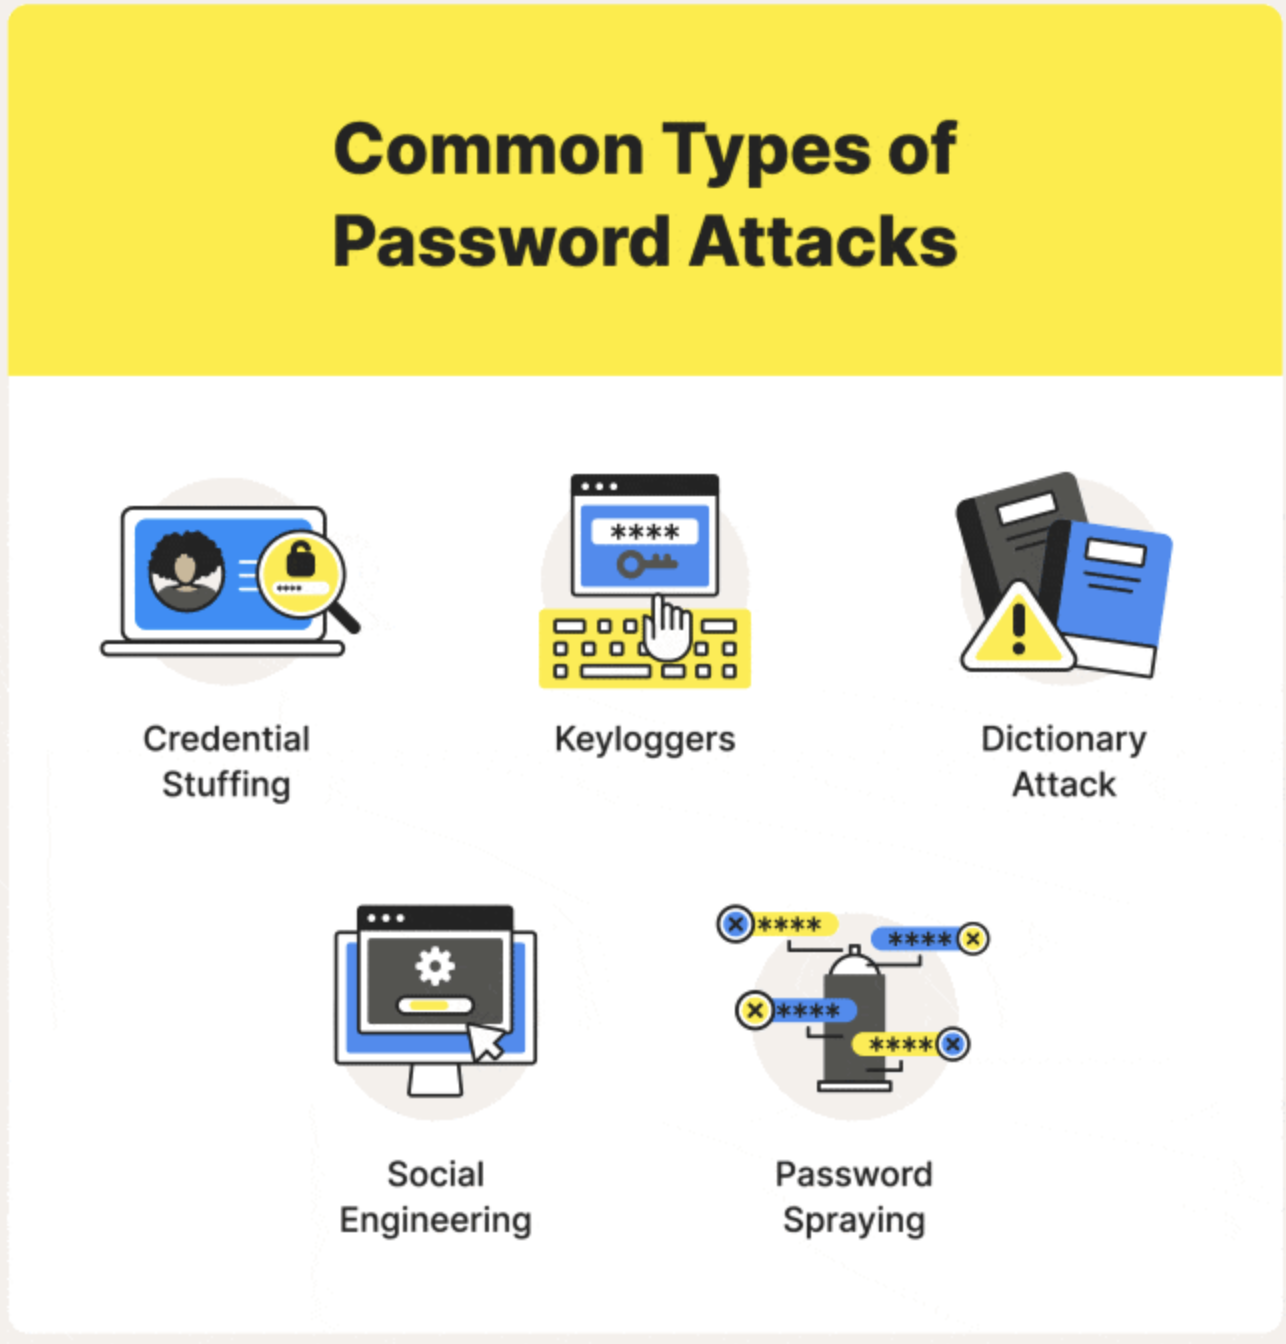 Common Types of
Password Attacks
****
****
Credential
Stuffing
Keyloggers
Dictionary
Attack
****
****
****
****
Social
Engineering
Password
Spraying